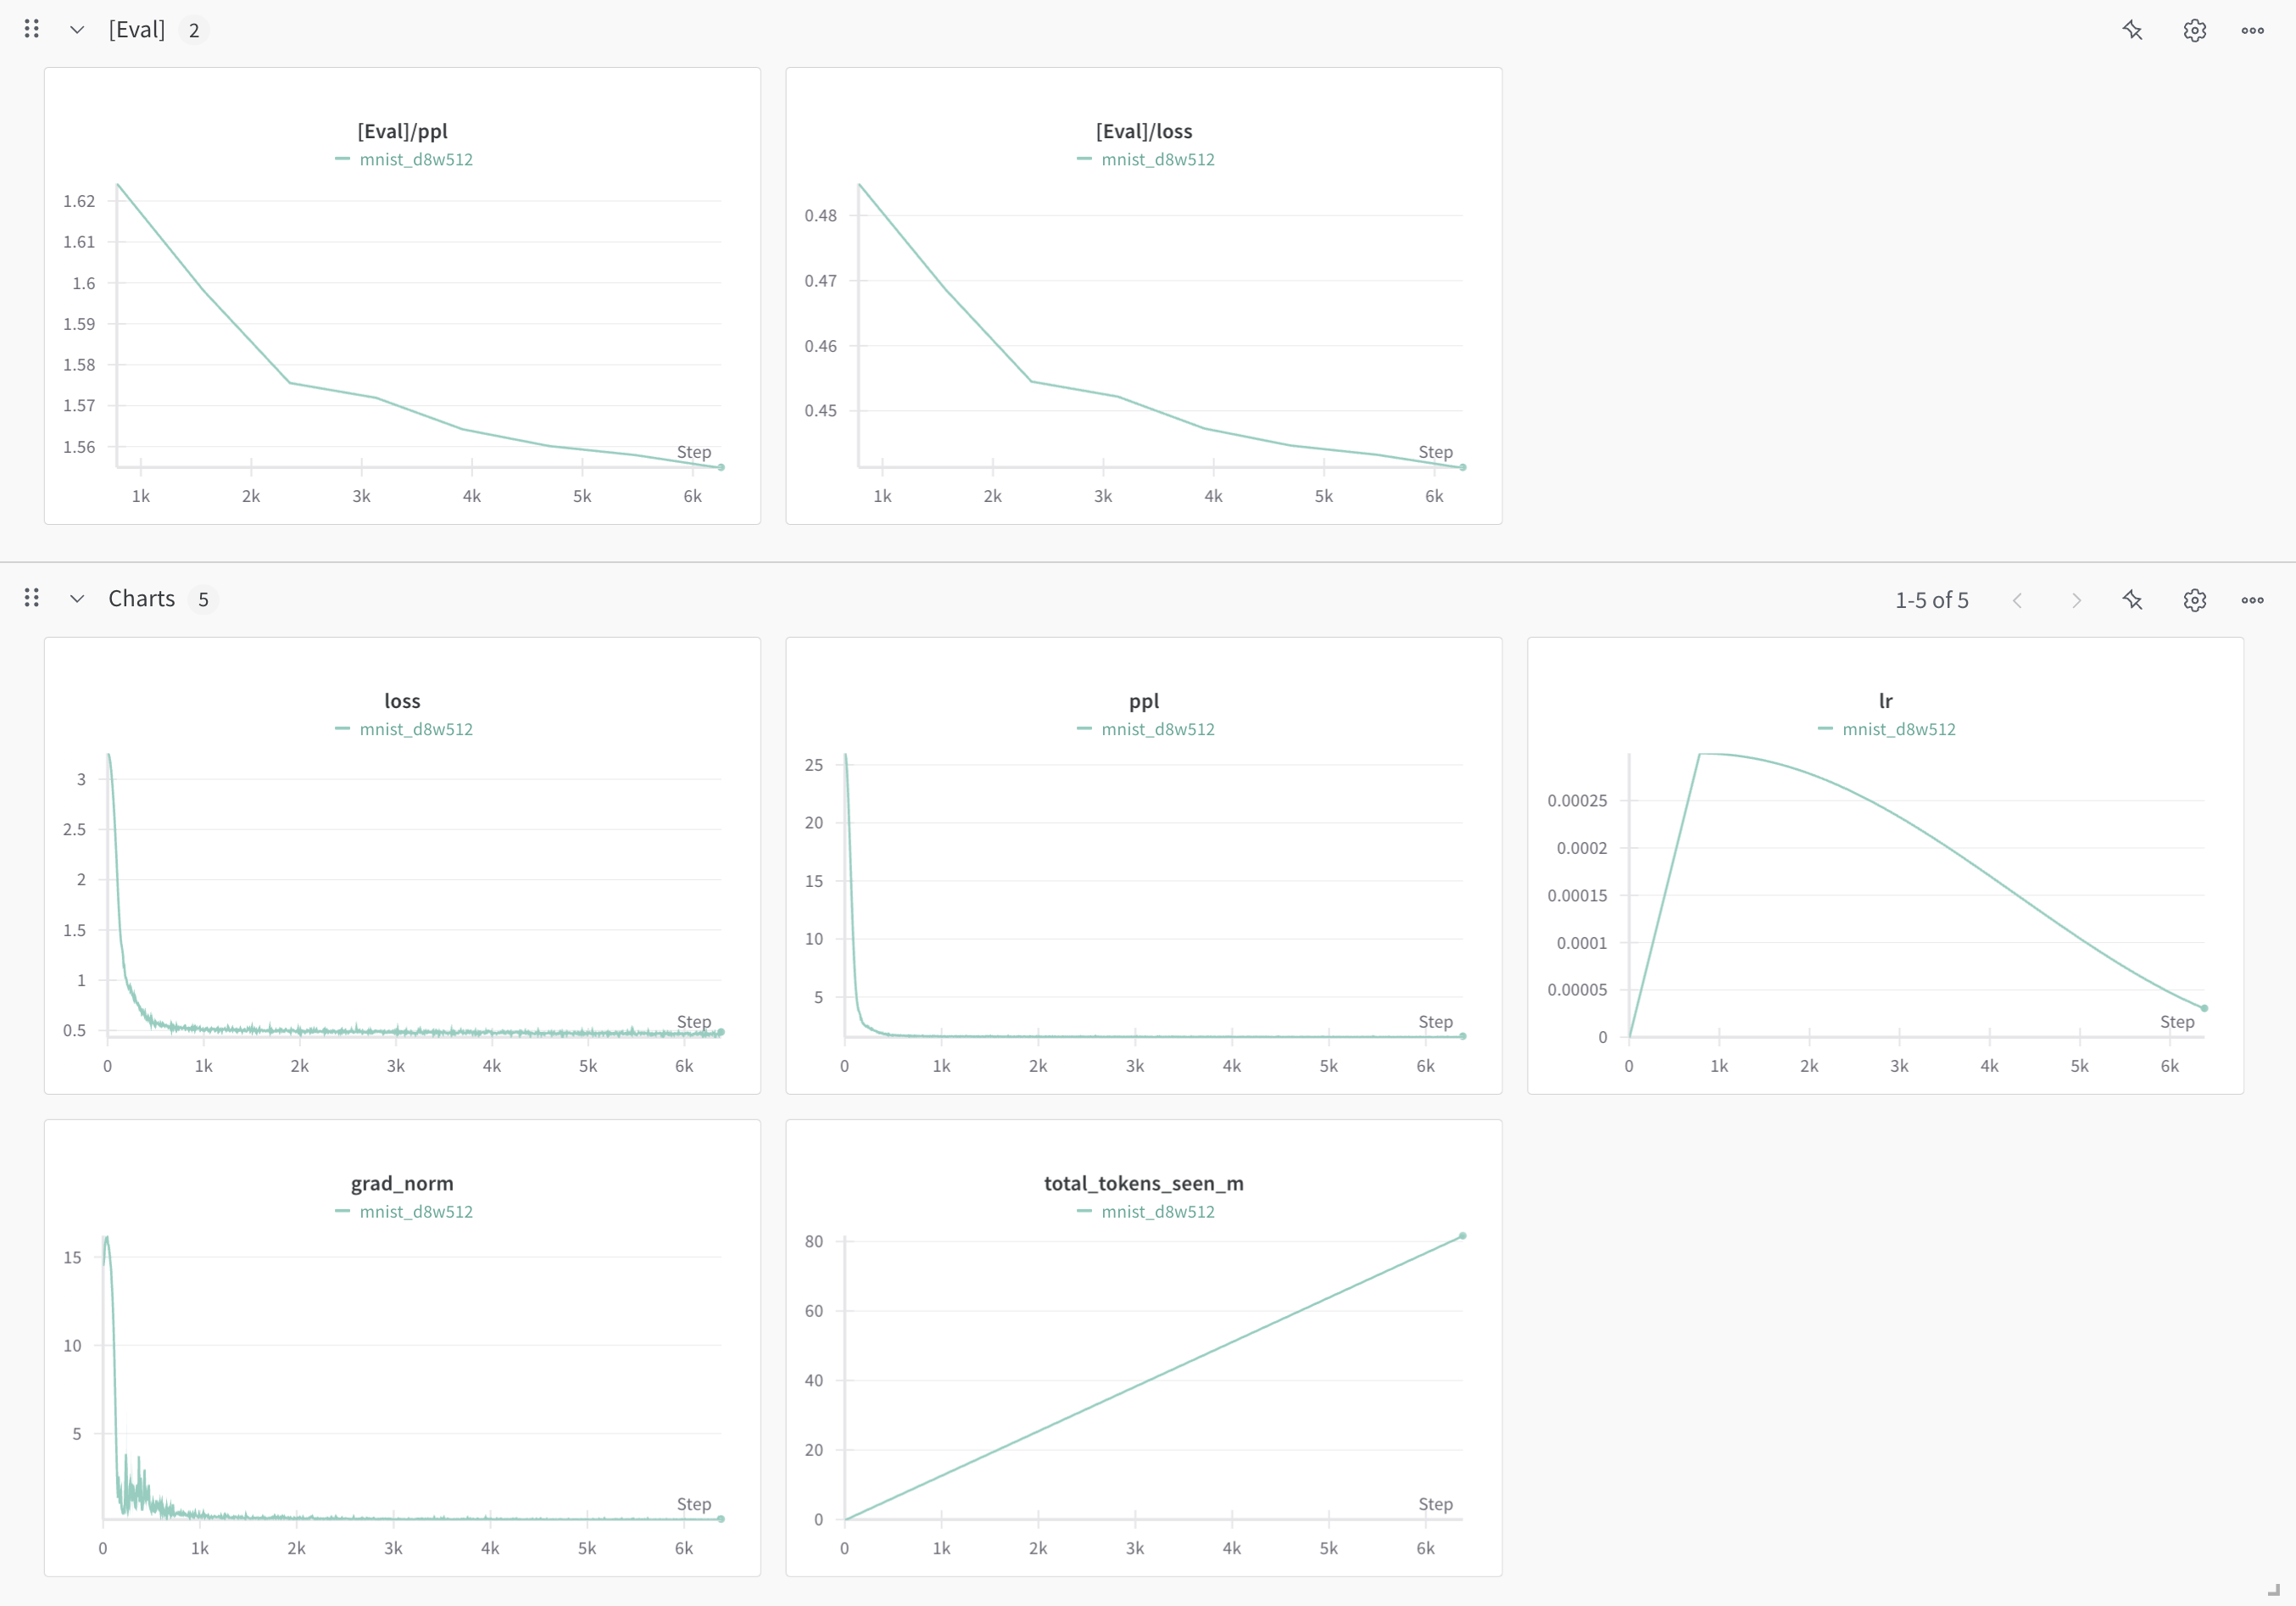 [Eval] 2
[Eval]/ppl
mnist_d8w512
1.62
1.61
1.6
1.59
1.58
1.57
1.56
Step
1k 2k 3k 4k 5k 6k
[Eval]/loss
mnist_d8w512
0.48
0.47
0.46
0.45
Step
1k 2k 3k 4k 5k 6k
Charts 5
1-5 of 5
loss
mnist_d8w512
3
2.5
2
1.5
1
0.5
Step
0 1k 2k 3k 4k 5k 6k
ppl
mnist_d8w512
25
20
15
10
5
Step
0 1k 2k 3k 4k 5k 6k
lr
mnist_d8w512
0.00025
0.0002
0.00015
0.0001
0.00005
0
Step
0 1k 2k 3k 4k 5k 6k
grad_norm
mnist_d8w512
15
10
5
Step
0 1k 2k 3k 4k 5k 6k
total_tokens_seen_m
mnist_d8w512
80
60
40
20
0
Step
0 1k 2k 3k 4k 5k 6k